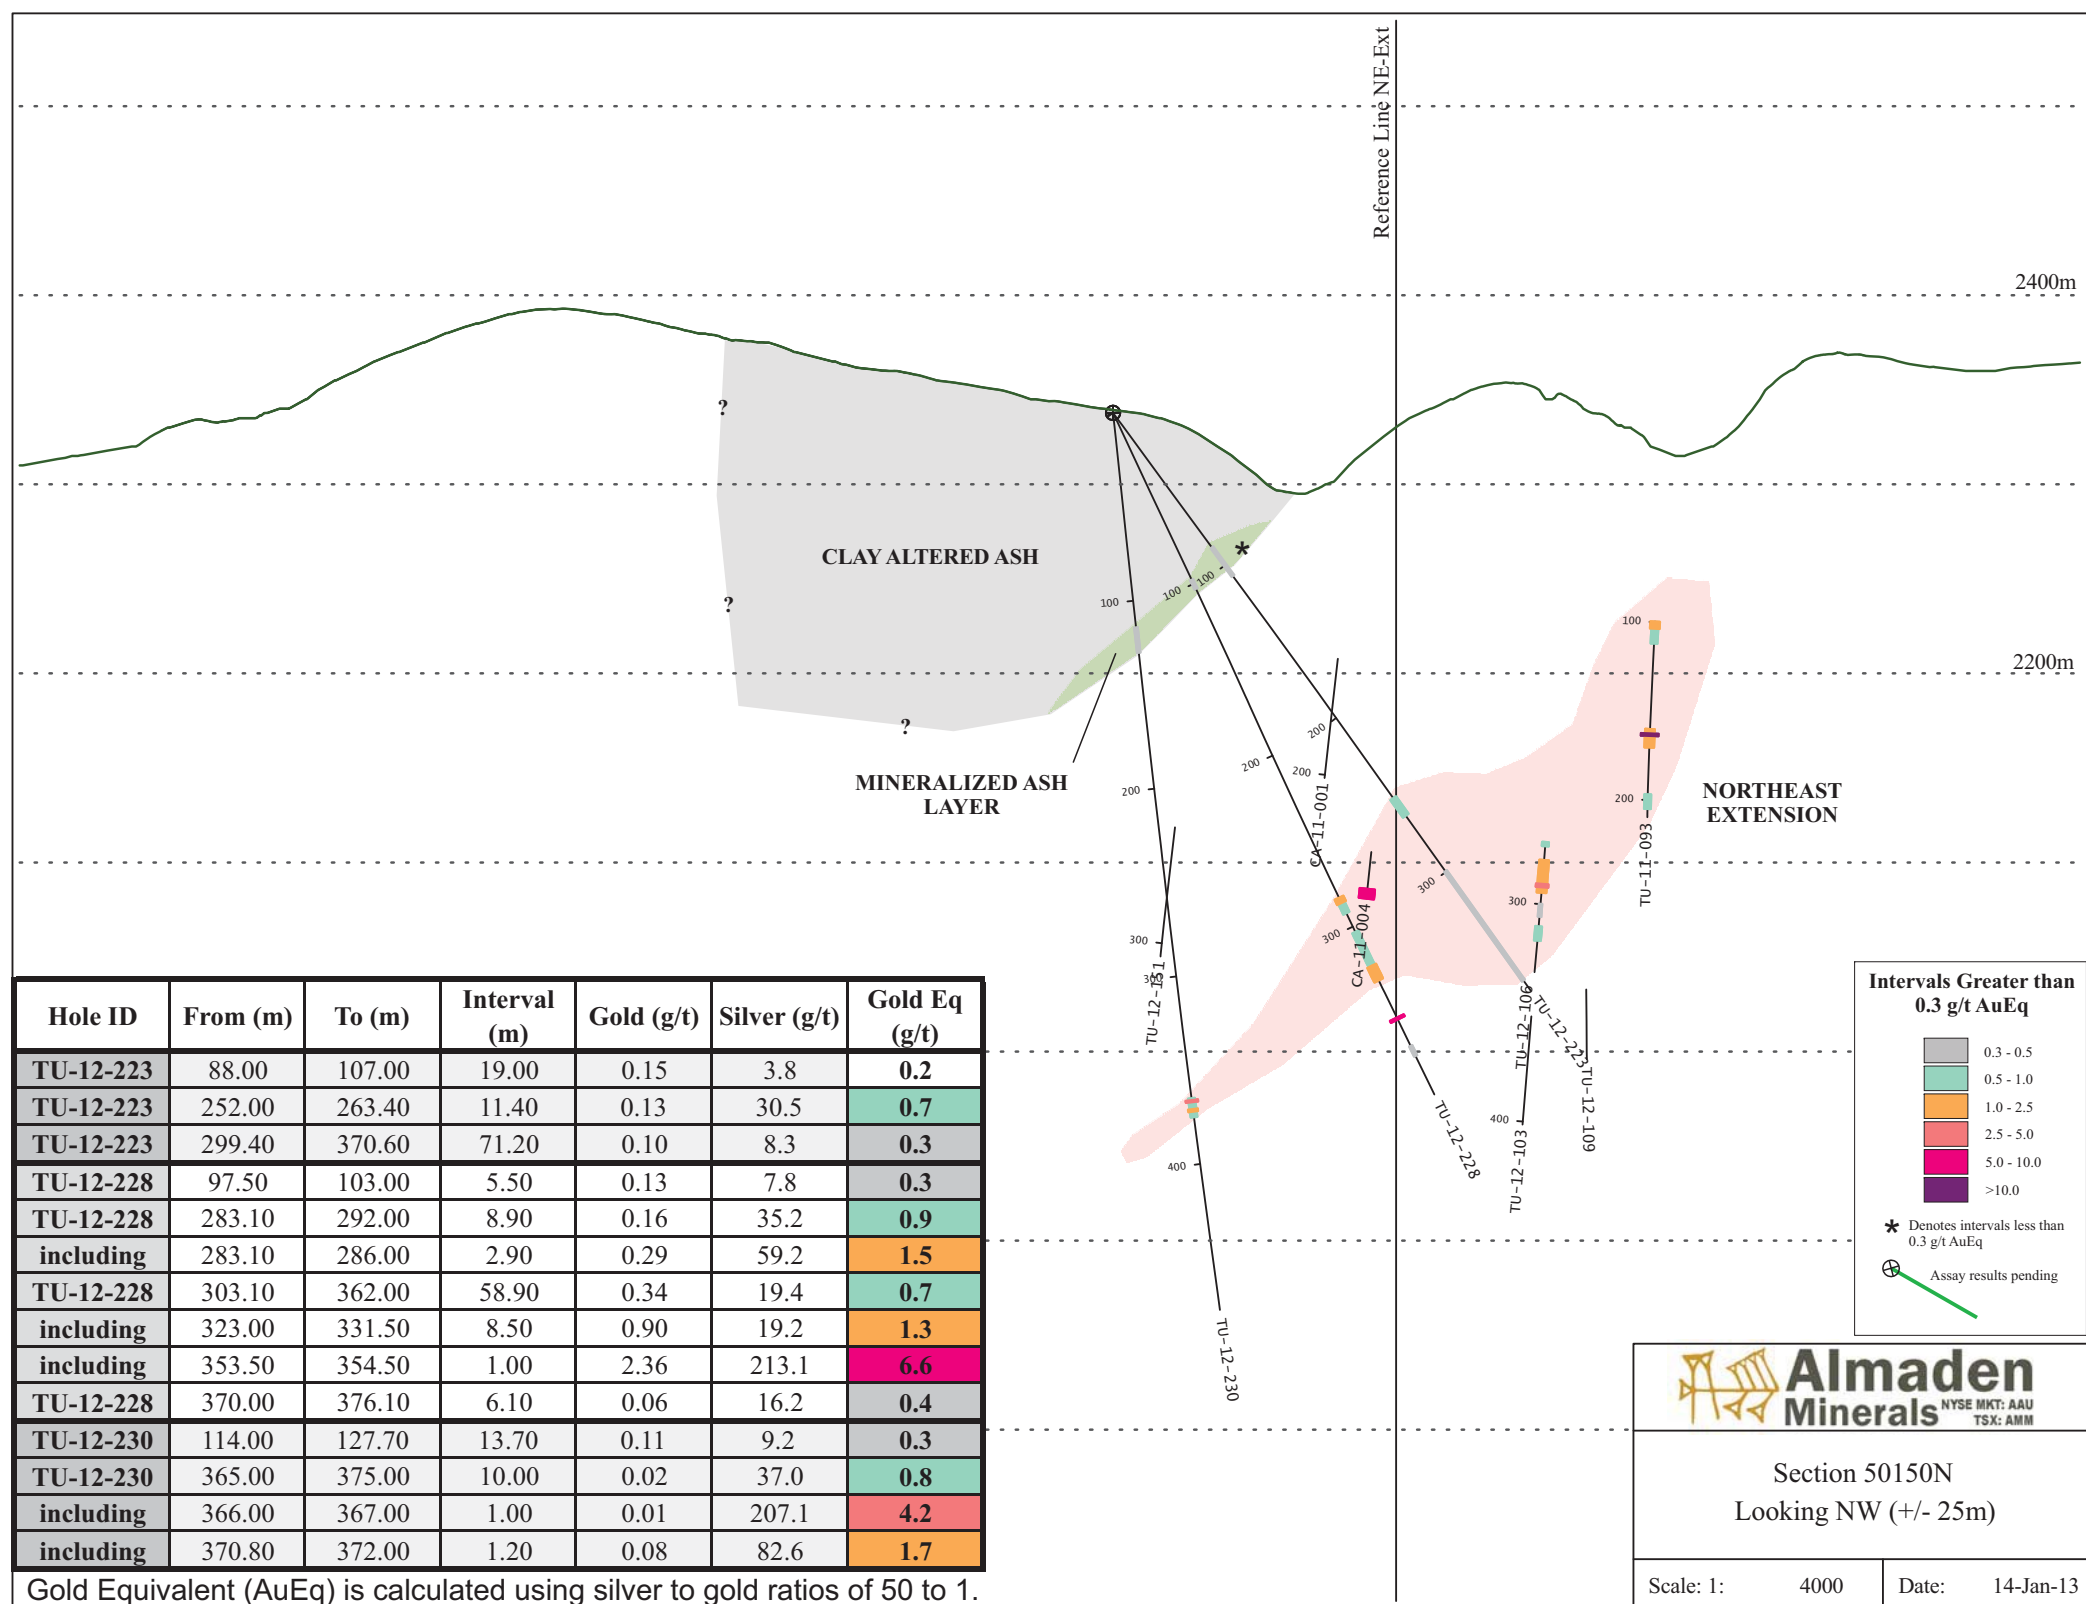 Reference Line NE-Ext
2400m
?
CLAY ALTERED ASH
*
100
100
100
?
100
2200m
?
200
MINERALIZED ASH
LAYER
200
200
200
CA-11-001
200
TU-11-093
NORTHEAST
EXTENSION
300
300
300
CA-11-004
300
300
TU-12-151
TU-12-106
TU-12-223
TU-12-109
400
TU-12-103
TU-12-228
400
TU-12-230
Hole ID From (m) To (m) Interval (m) Gold (g/t) Silver (g/t) Gold Eq (g/t)
TU-12-223 88.00 107.00 19.00 0.15 3.8 0.2
TU-12-223 252.00 263.40 11.40 0.13 30.5 0.7
TU-12-223 299.40 370.60 71.20 0.10 8.3 0.3
TU-12-228 97.50 103.00 5.50 0.13 7.8 0.3
TU-12-228 283.10 292.00 8.90 0.16 35.2 0.9
including 283.10 286.00 2.90 0.29 59.2 1.5
TU-12-228 303.10 362.00 58.90 0.34 19.4 0.7
including 323.00 331.50 8.50 0.90 19.2 1.3
including 353.50 354.50 1.00 2.36 213.1 6.6
TU-12-228 370.00 376.10 6.10 0.06 16.2 0.4
TU-12-230 114.00 127.70 13.70 0.11 9.2 0.3
TU-12-230 365.00 375.00 10.00 0.02 37.0 0.8
including 366.00 367.00 1.00 0.01 207.1 4.2
including 370.80 372.00 1.20 0.08 82.6 1.7
Gold Equivalent (AuEq) is calculated using silver to gold ratios of 50 to 1.
Intervals Greater than
0.3 g/t AuEq
0.3 - 0.5
0.5 - 1.0
1.0 - 2.5
2.5 - 5.0
5.0 - 10.0
>10.0
* Denotes intervals less than
0.3 g/t AuEq
Assay results pending
Almaden
Minerals NYSE MKT: AAU
TSX: AMM
Section 50150N
Looking NW (+/- 25m)
Scale: 1: 4000 Date: 14-Jan-13